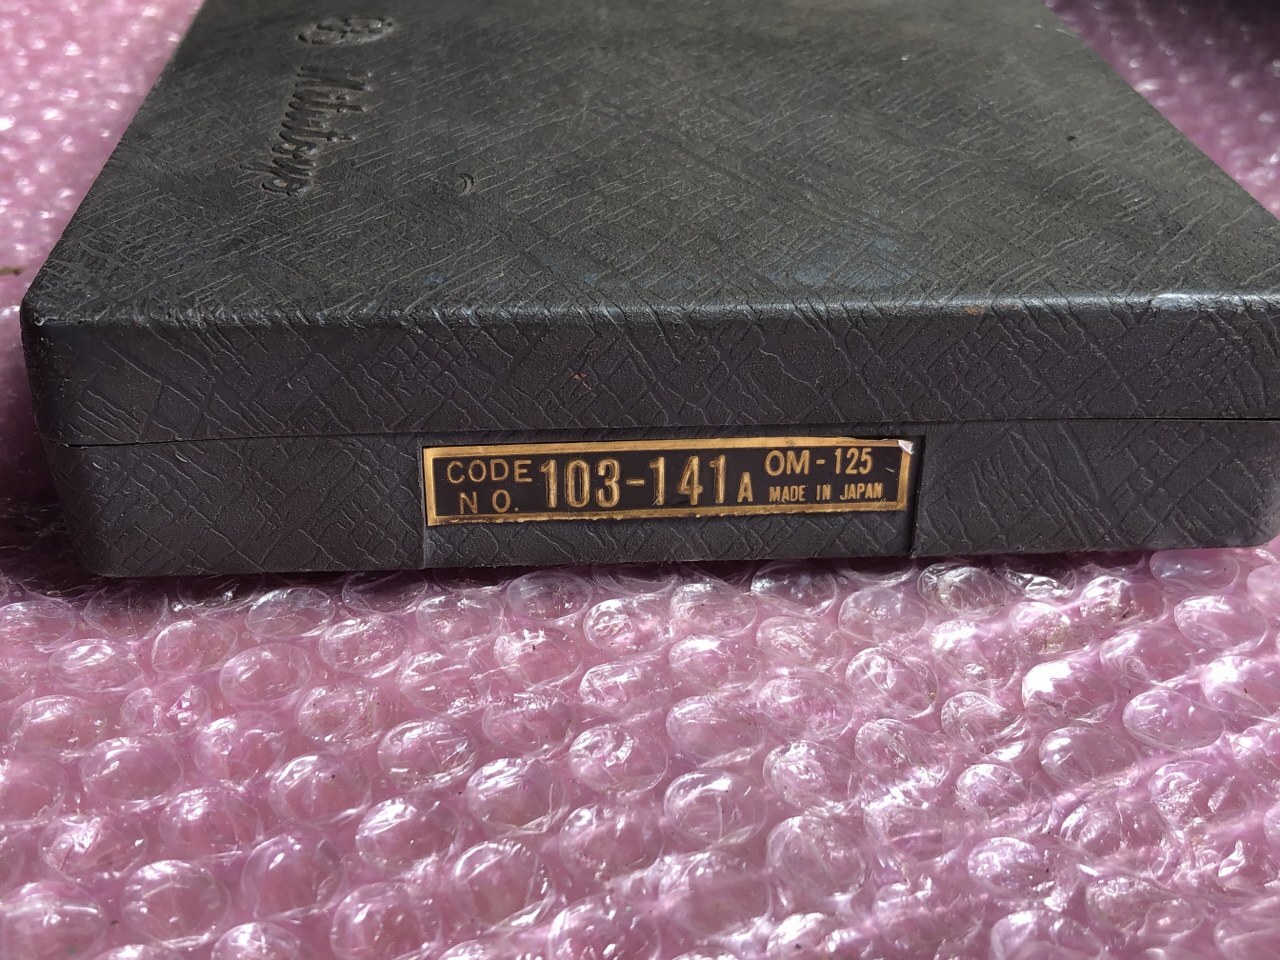 Mitutoyo
CODE NO. 103-141A
OM-125
MADE IN JAPAN